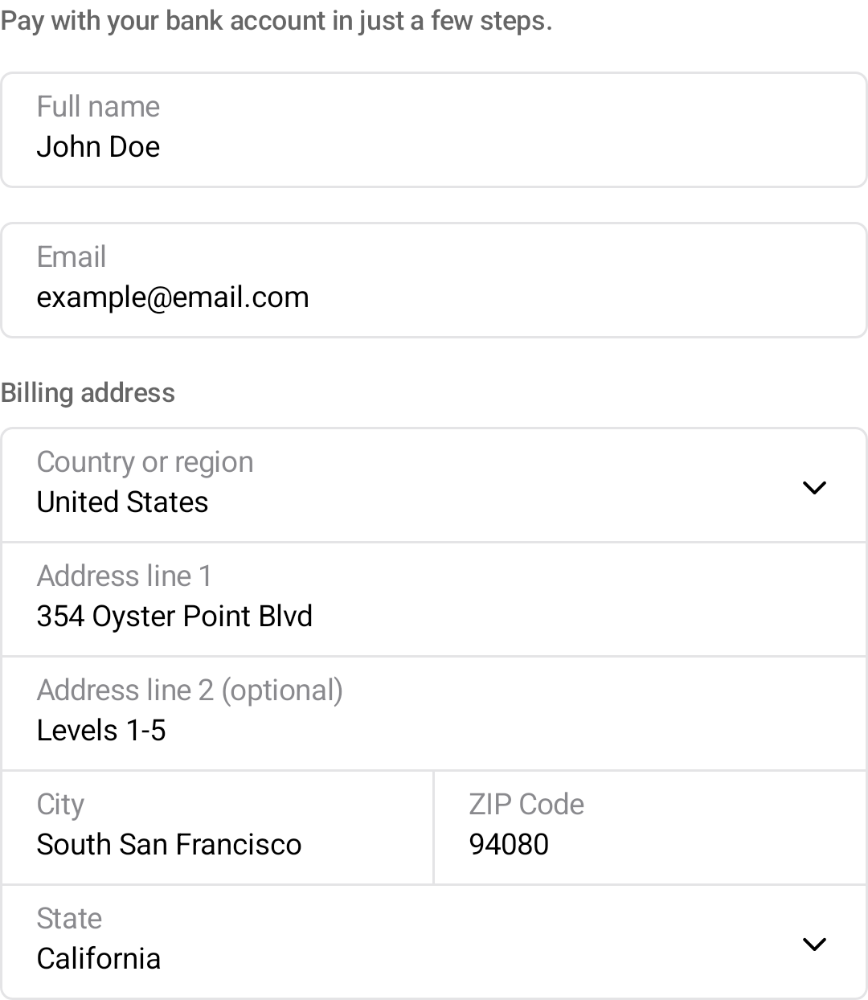 Pay with your bank account in just a few steps.
Full name
John Doe
Email
example@email.com
Billing address
Country or region
United States
Address line 1
354 Oyster Point Blvd
Address line 2 (optional)
Levels 1-5
City
South San Francisco
ZIP Code
94080
State
California